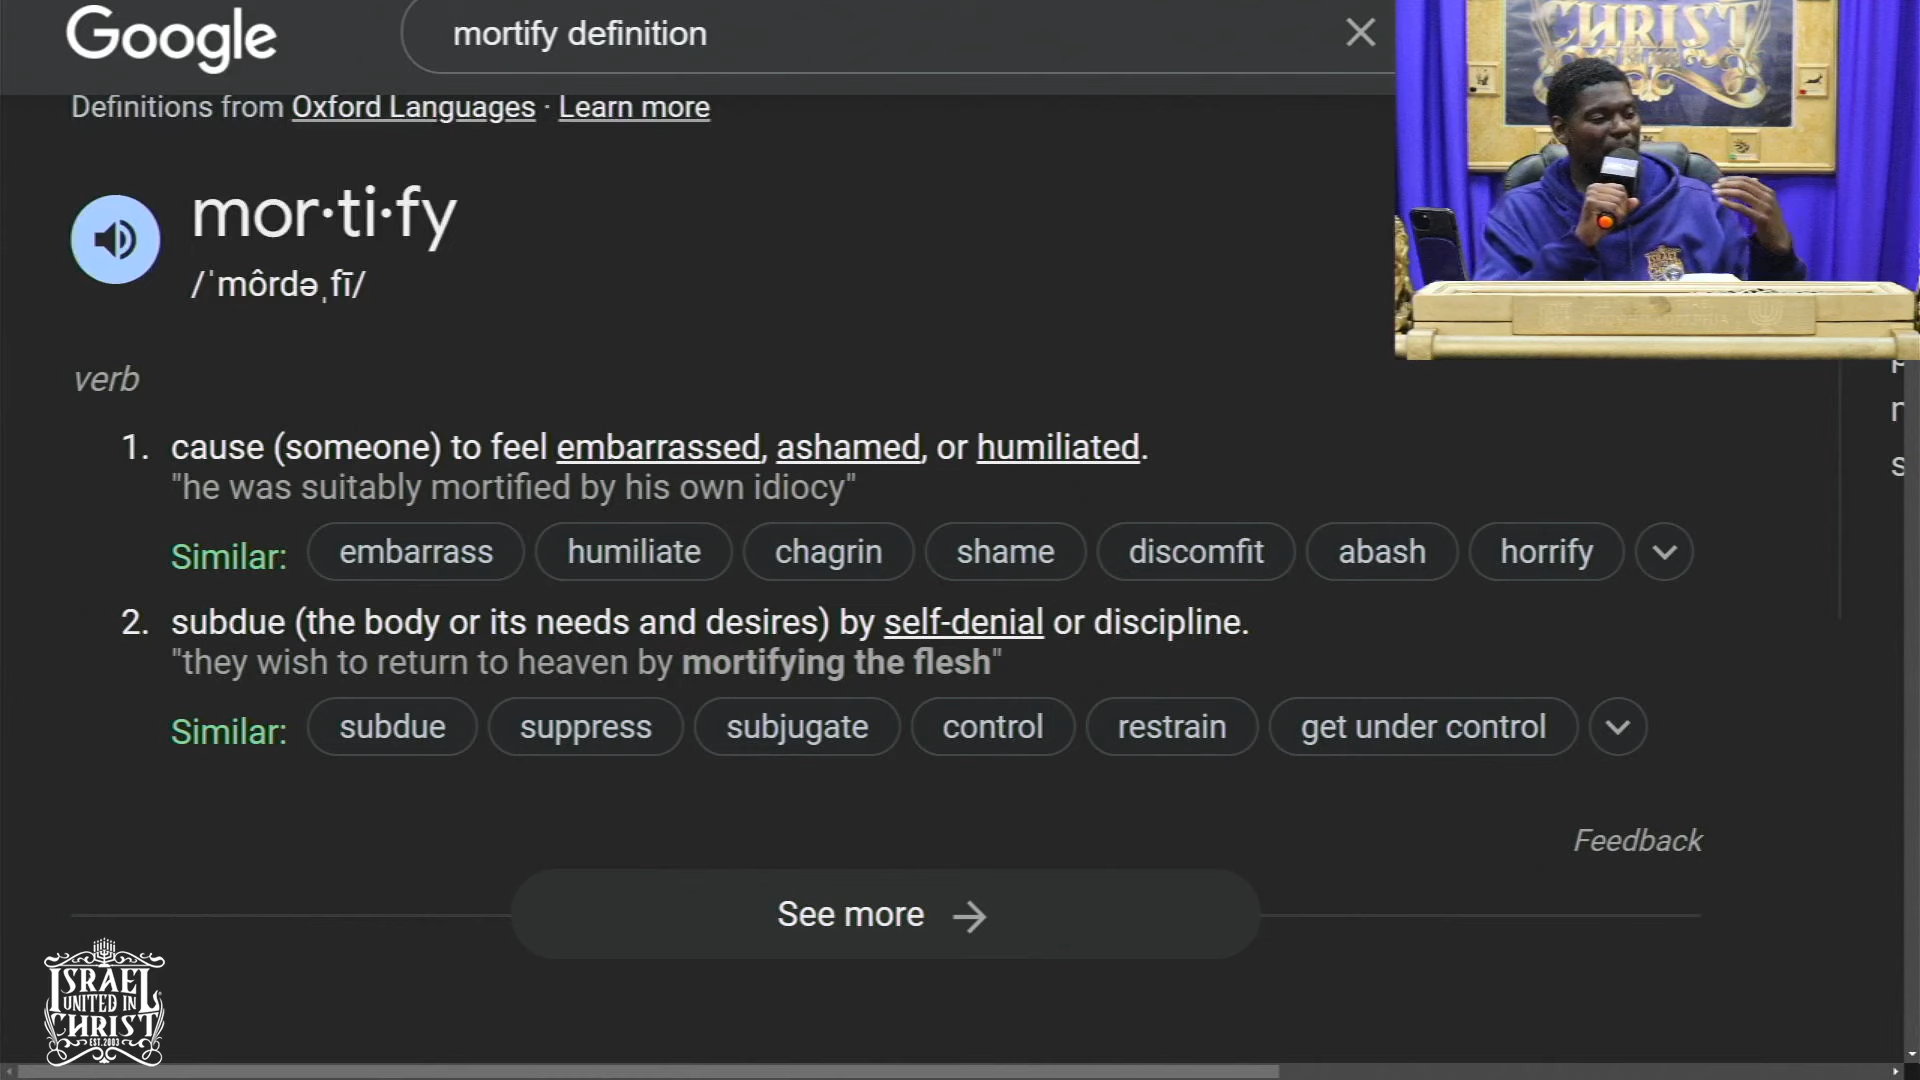 Google
mortify definition
Definitions from Oxford Languages · Learn more
mor·ti·fy
/ˈmôrdəˌfī/
verb
1. cause (someone) to feel embarrassed, ashamed, or humiliated.
"he was suitably mortified by his own idiocy"
Similar: embarrass humiliate chagrin shame discomfit abash horrify
2. subdue (the body or its needs and desires) by self-denial or discipline.
"they wish to return to heaven by mortifying the flesh"
Similar: subdue suppress subjugate control restrain get under control
Feedback
See more
CHRIST
ISRAEL
UNITED IN
CHRIST
EST. 2003